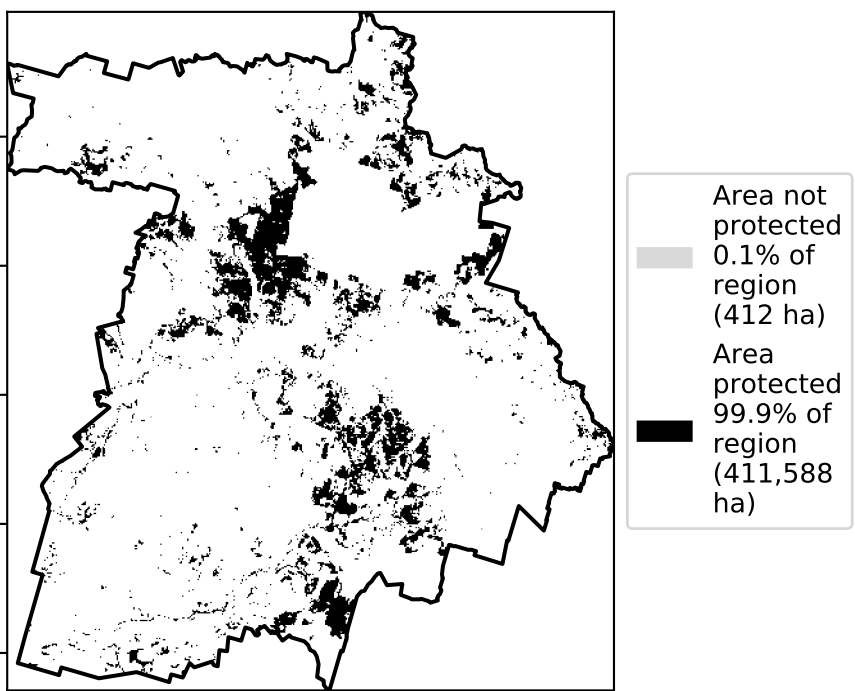 Area not
protected
0.1% of
region
(412 ha)
Area
protected
99.9% of
region
(411,588
ha)